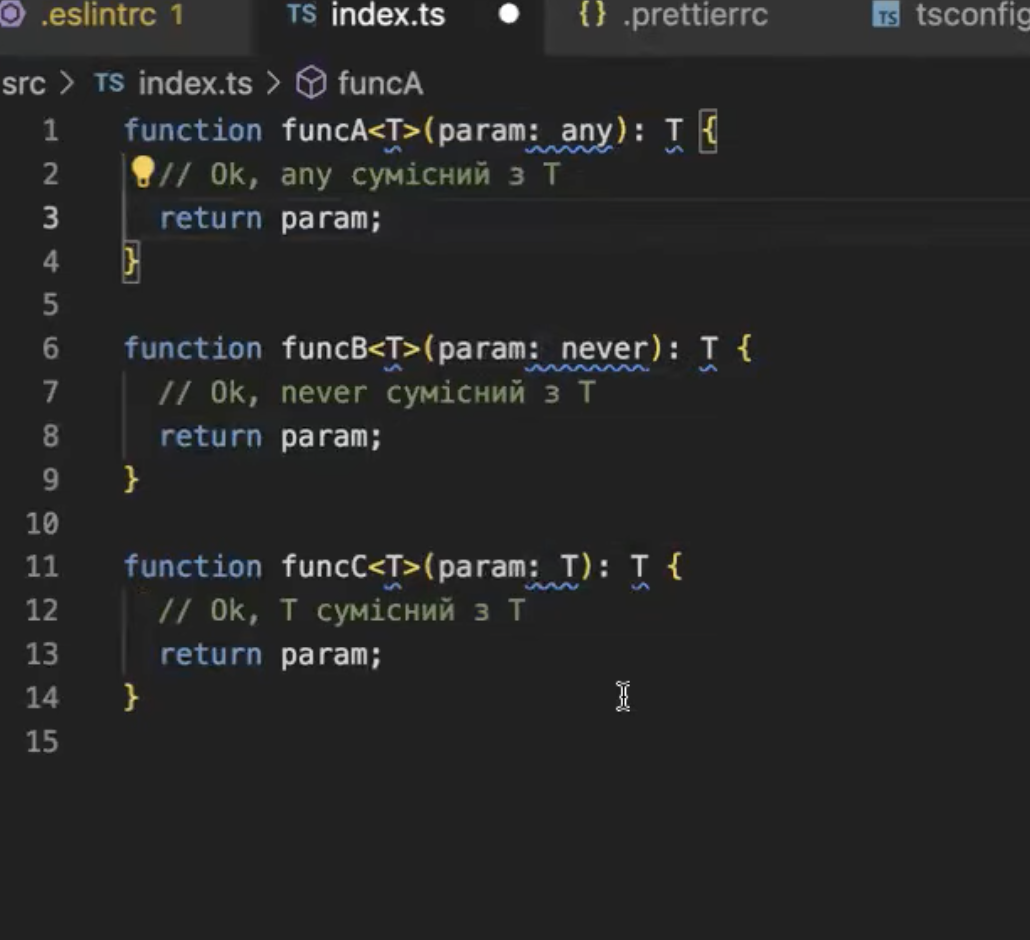 .eslintrc 1 TS index.ts {} .prettierrc TS tsconfig
src > TS index.ts > funcA
1 function funcA<T>(param: any): T {
2 // Ok, any сумісний з T
3 return param;
4 }
5
6 function funcB<T>(param: never): T {
7 // Ok, never сумісний з T
8 return param;
9 }
10
11 function funcC<T>(param: T): T {
12 // Ok, T сумісний з T
13 return param;
14 }
15